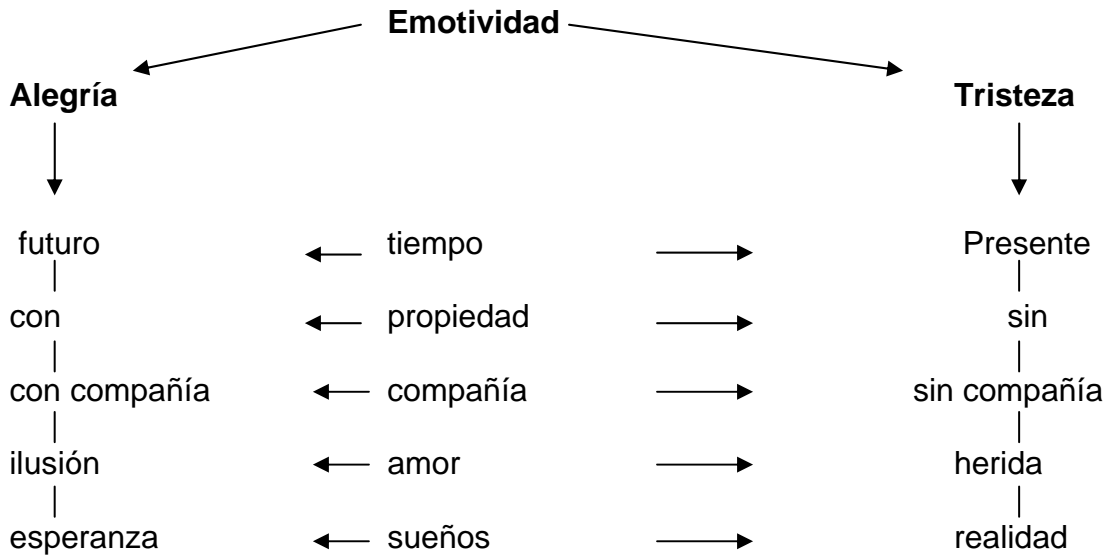 Emotividad
Alegría Tristeza
futuro tiempo Presente
con propiedad sin
con compañía compañía sin compañía
ilusión amor herida
esperanza sueños realidad